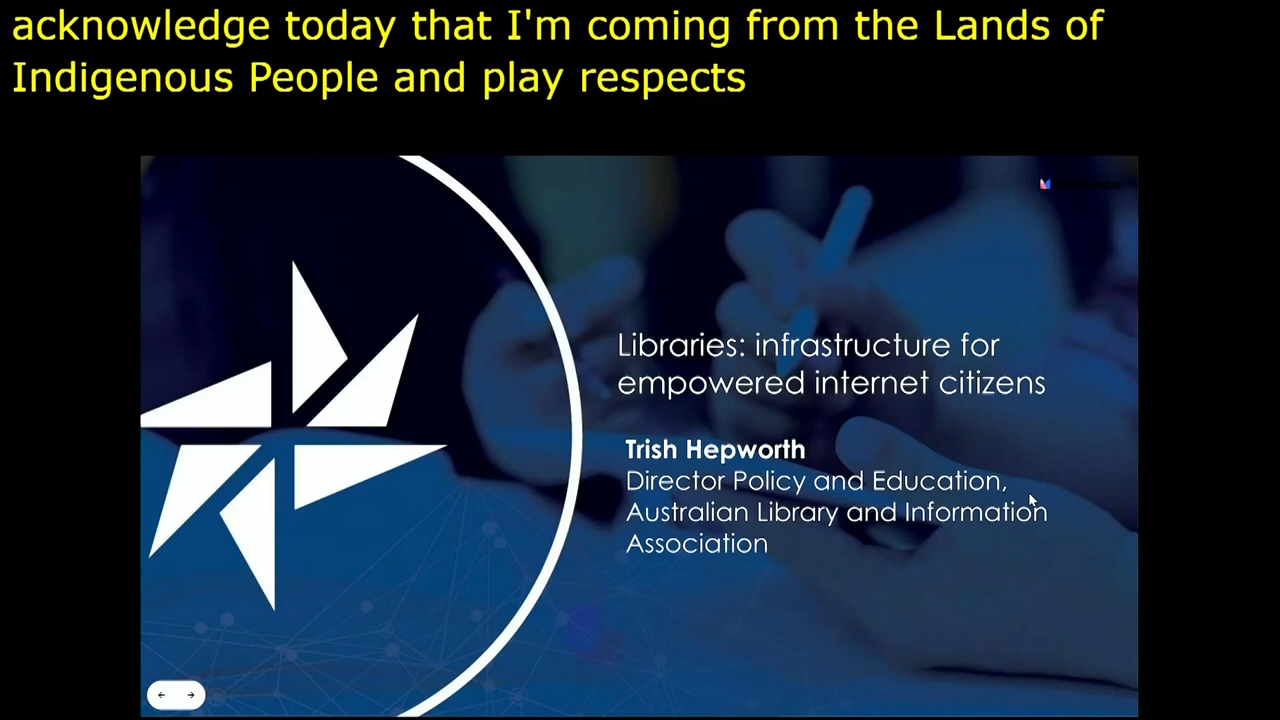 acknowledge today that I'm coming from the Lands of
Indigenous People and play respects
Libraries: infrastructure for
empowered internet citizens
Trish Hepworth
Director Policy and Education,
Australian Library and Information
Association